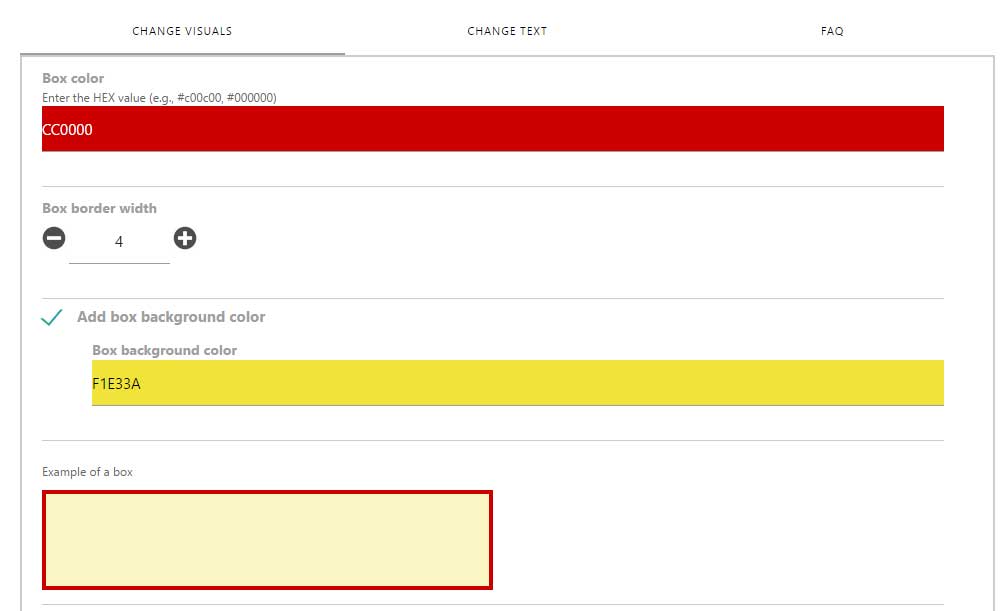 CHANGE VISUALS CHANGE TEXT FAQ
Box color
Enter the HEX value (e.g., #c00c00, #000000)
CC0000
Box border width
4
Add box background color
Box background color
F1E33A
Example of a box